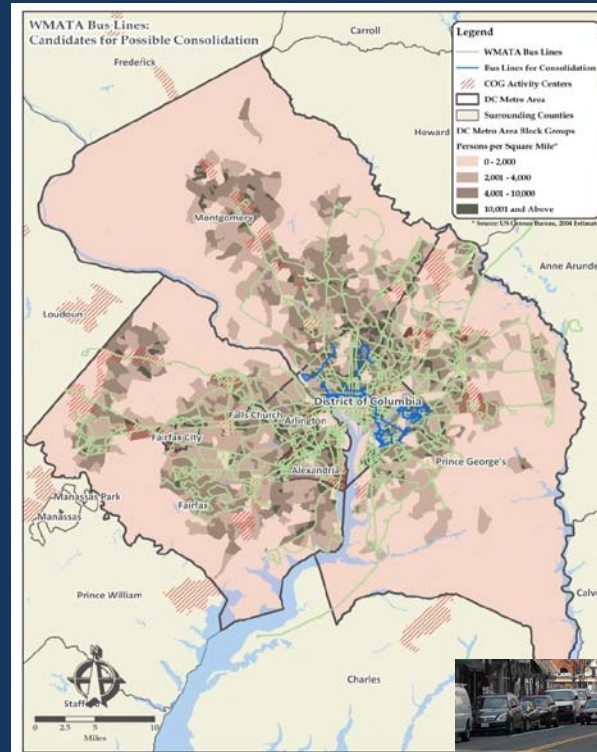 WMATA Bus Lines:
Candidates for Possible Consolidation
Legend
WMATA Bus Lines
Bus Lines for Consolidation
COG Activity Centers
DC Metro Area
Surrounding Counties
DC Metro Area Block Groups
Persons per Square Mile*
0 - 2,000
2,001 - 4,000
4,001 - 10,000
10,001 and Above
* Source: US Census Bureau, 2004 Estimate
Carroll
Frederick
Howard
Montgomery
Anne Arunde
Loudoun
District of Columbia
Falls Church
Arlington
Fairfax City
Prince George's
Alexandria
Fairfax
Manassas Park
Manassas
Prince William
Calv
Charles
Stafford
0 2.5 5 10
Miles